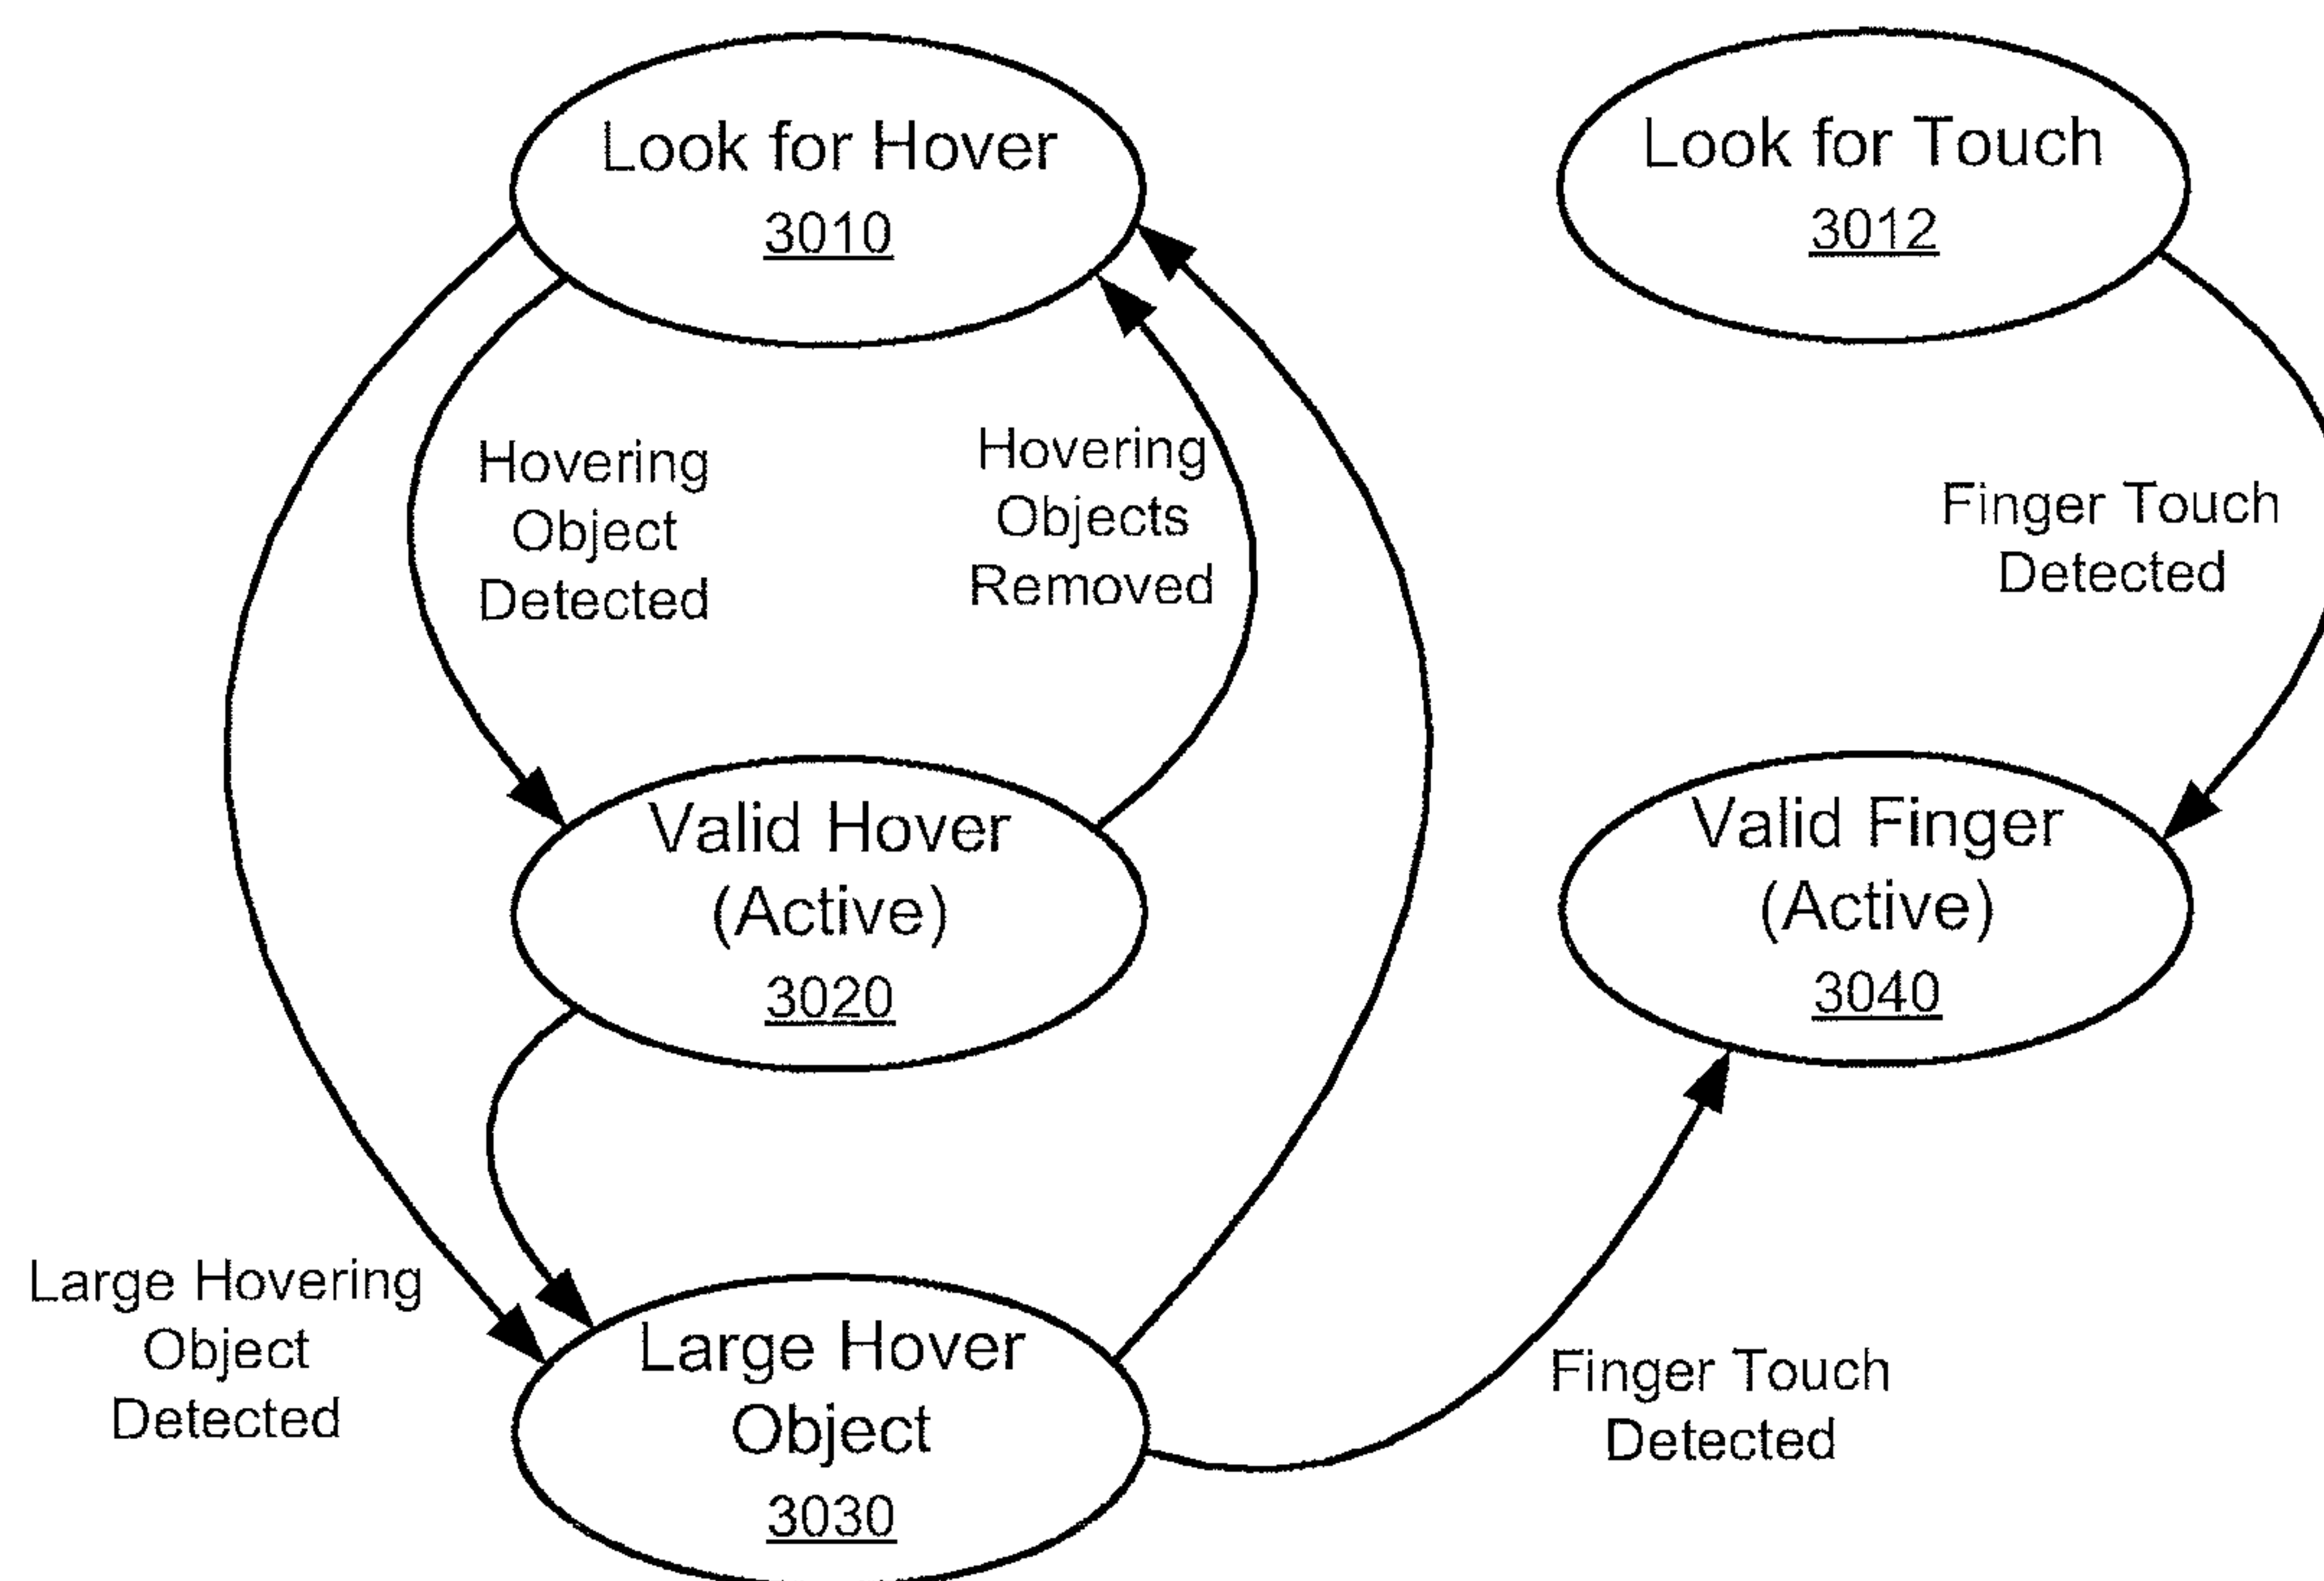 Look for Hover
3010
Look for Touch
3012
Hovering
Object
Detected
Hovering
Objects
Removed
Finger Touch
Detected
Valid Hover
(Active)
3020
Valid Finger
(Active)
3040
Large Hovering
Object
Detected
Large Hover
Object
3030
Finger Touch
Detected